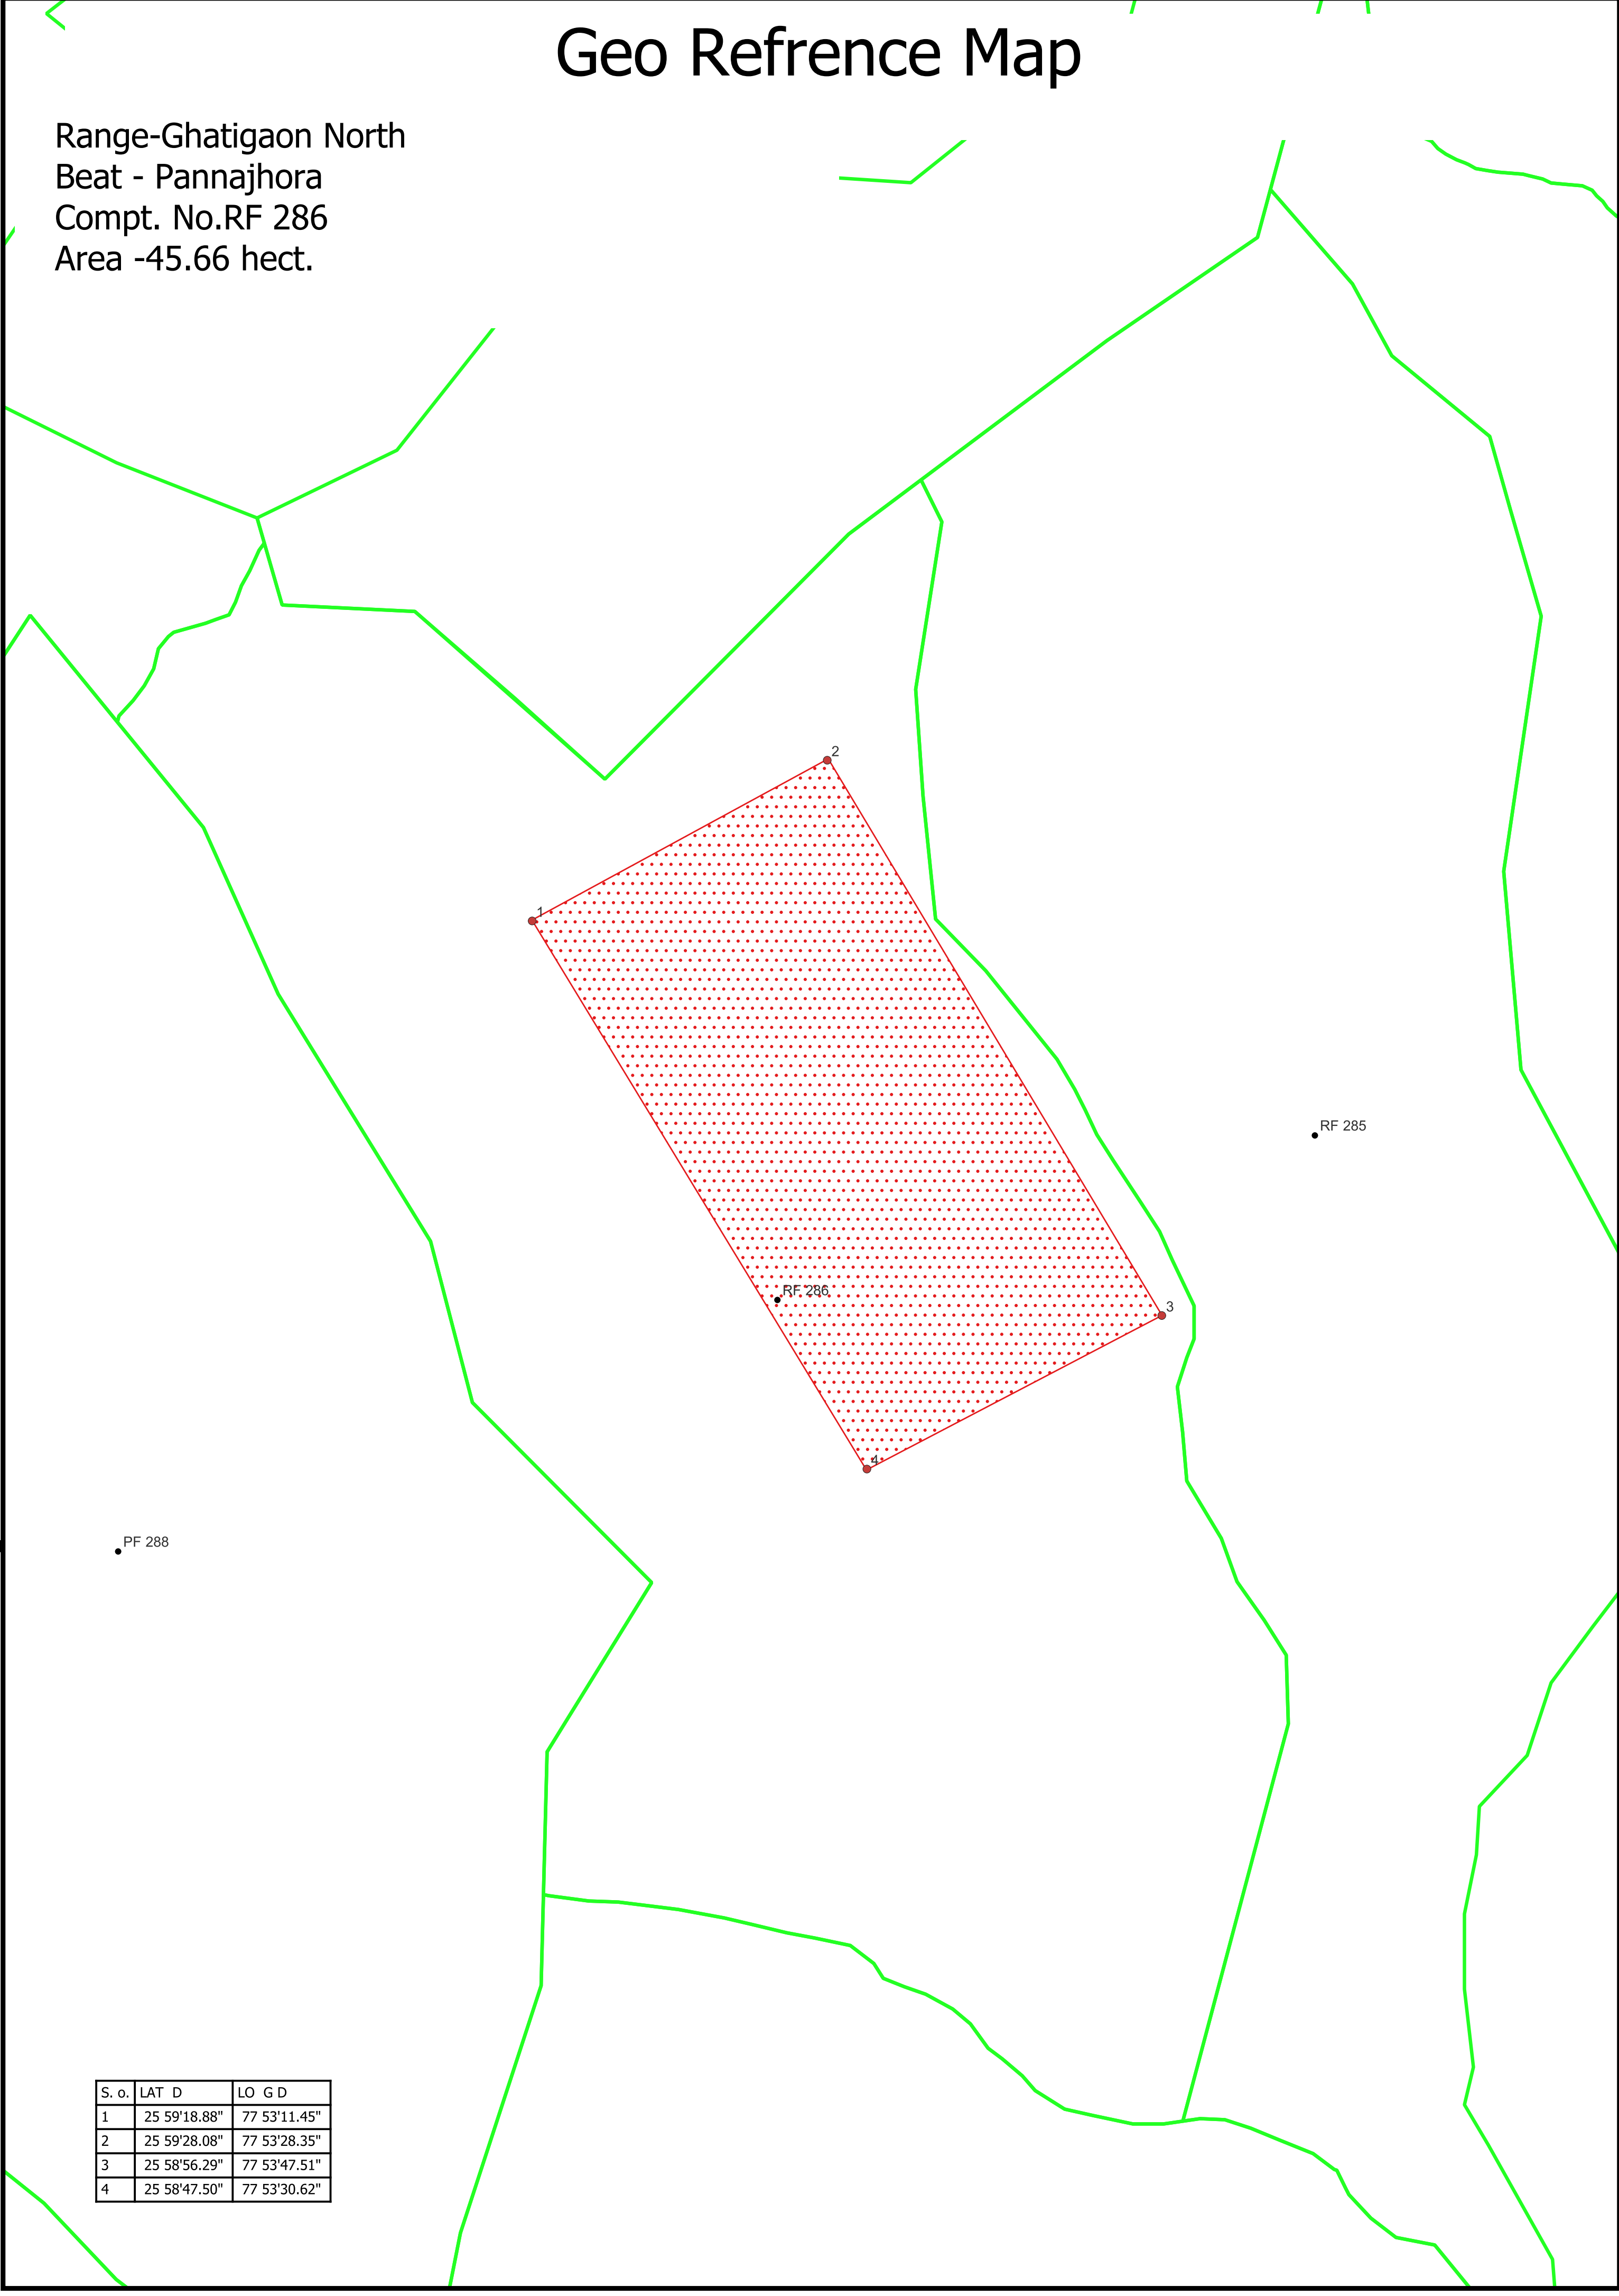 Geo Refrence Map
Range-Ghatigaon North
Beat - Pannajhora
Compt. No.RF 286
Area -45.66 hect.
2
1
RF 285
RF 286
3
4
PF 288
S. o. LAT D LO G D
1 25 59'18.88" 77 53'11.45"
2 25 59'28.08" 77 53'28.35"
3 25 58'56.29" 77 53'47.51"
4 25 58'47.50" 77 53'30.62"